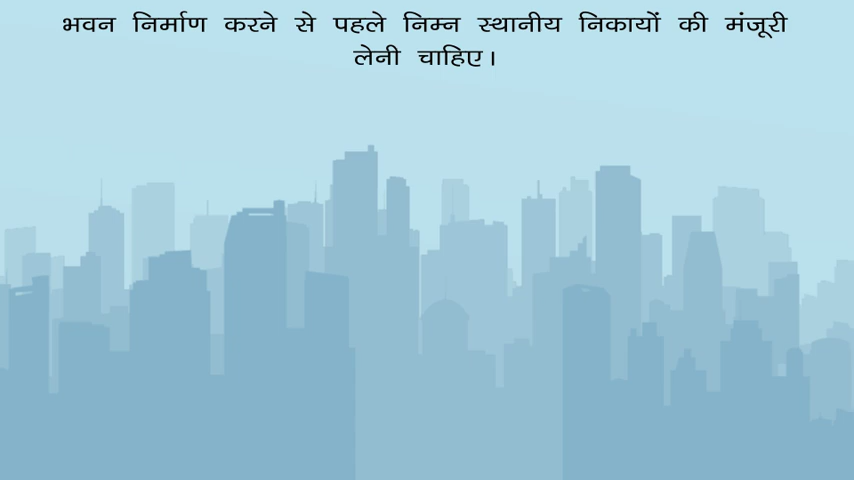 भवन निर्माण करने से पहले निम्न स्थानीय निकायों की मंजूरी
लेनी चाहिए।